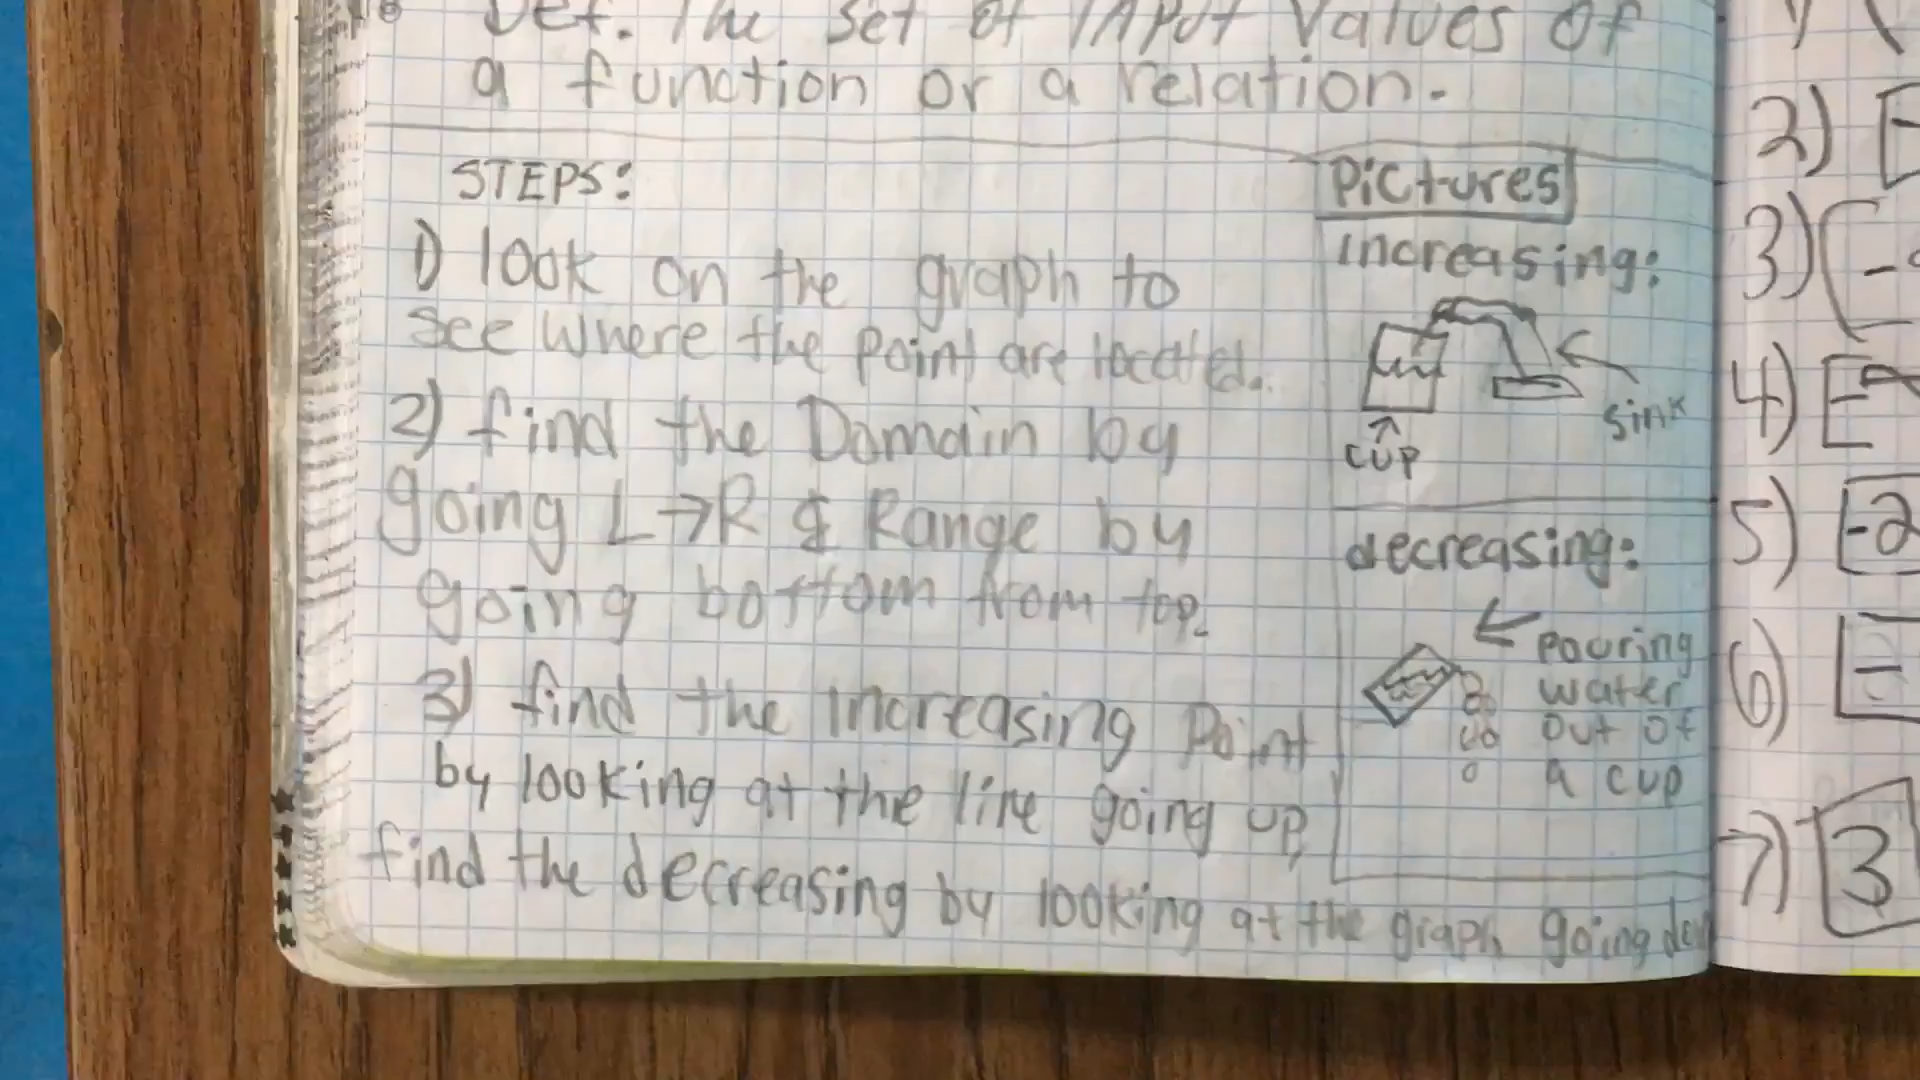 Def. The set of INPUT Values of
a function or a relation.
STEPS:
1) look on the graph to
see where the point are located.
2) find the Domain by
going L→R & Range by
going bottom from top.
3) find the increasing Point
by looking at the line going up,
find the decreasing by looking at the graph going down
Pictures
increasing:
sink
cup
decreasing:
← pouring
water
out of
a cup
2) [-
3) (-
4) [-
5) [-2
6) [-
7) 3